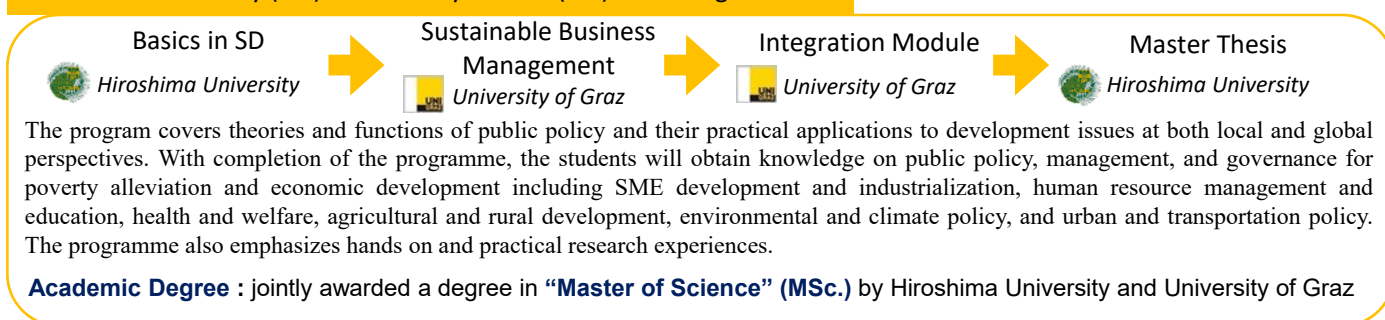 Basics in SD
Hiroshima University
Sustainable Business
Management
UNI
GRAZ
University of Graz
Integration Module
UNI
GRAZ
University of Graz
Master Thesis
Hiroshima University
The program covers theories and functions of public policy and their practical applications to development issues at both local and global
perspectives. With completion of the programme, the students will obtain knowledge on public policy, management, and governance for
poverty alleviation and economic development including SME development and industrialization, human resource management and
education, health and welfare, agricultural and rural development, environmental and climate policy, and urban and transportation policy.
The programme also emphasizes hands on and practical research experiences.
Academic Degree : jointly awarded a degree in “Master of Science” (MSc.) by Hiroshima University and University of Graz